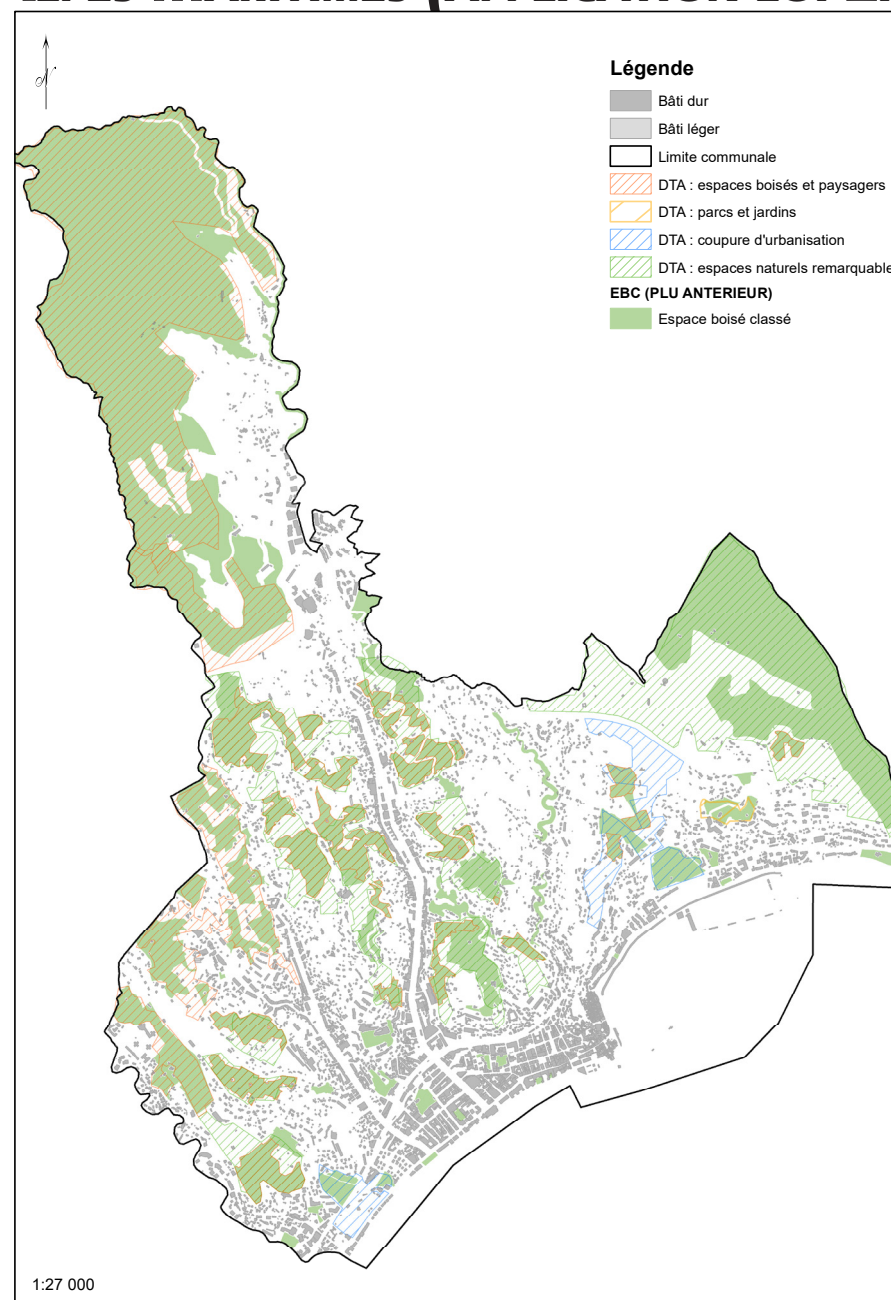 Légende
Bâti dur
Bâti léger
Limite communale
DTA : espaces boisés et paysagers
DTA : parcs et jardins
DTA : coupure d'urbanisation
DTA : espaces naturels remarquable
EBC (PLU ANTERIEUR)
Espace boisé classé
1:27 000